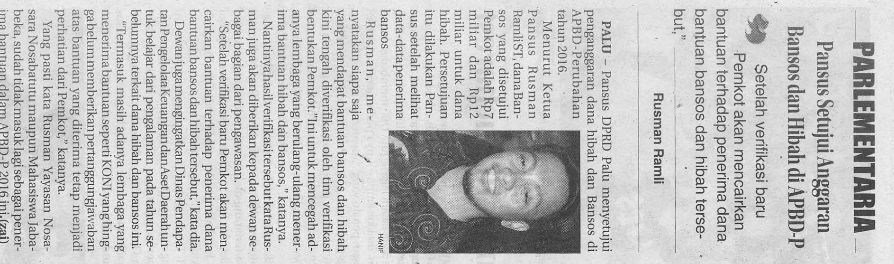 PARLEMENTARIA
Pansus Setujui Anggaran
Bansos dan Hibah di APBD-P
Setelah verifikasi baru
Pemkot akan mencairkan
bantuan terhadap penerima dana
bantuan bansos dan hibah terse-
but,"
Rusman Ramli
PALU – Pansus DPRD Palu menyetujui
penganggaran dana hibah dan Bansos di
APBD-Perubahan
tahun 2016.
Menurut Ketua
Pansus Rusman
Ramli ST, dana Ban-
sos yang disetujui
Pemkot adalah Rp7
miliar dan Rp12
miliar untuk dana
hibah. Persetujuan
itu dilakukan Pan-
sus setelah melihat
data-data penerima
bansos
HANIF
Rusman, me-
nyatakan siapa saja
yang mendapat bantuan bansos dan hibah
kini tengah diverifikasi oleh tim verifikasi
bentukan Pemkot. "Ini untuk mencegah ad-
anya lembaga yang berulang-ulang mener-
ima bantuan hibah dan bansos," katanya.
Nantinya hasil verifikasi tersebut kata Rus-
man juga akan diberikan kepada dewan se-
bagai bagian dari pengawasan.
"Setelah verifikasi baru Pemkot akan men-
cairkan bantuan terhadap penerima dana
bantuan bansos dan hibah tersebut," kata dia.
Dewan juga mengingatkan Dinas Pendapa-
tan Pengelolaa Keuangan dan Aset Daerah un-
tuk belajar dari pengalaman pada tahun se-
belumnya terkait dana hibah dan bansos ini.
"Termasuk masih adanya lembaga yang
menerima bantuan seperti KONI yang hing-
ga belum memberikan pertanggungjawaban
atas bantuan yang diterima tetap menjadi
perhatian dari Pemkot," katanya.
Yang pasti kata Rusman Yayasan Nosa-
sara Nosabatutu maupun Mahasiswa Jaba-
beka, sudah tidak masuk lagi sebagai pener-
ima bantuan dalam APBD-P 2016 ini. (zal)